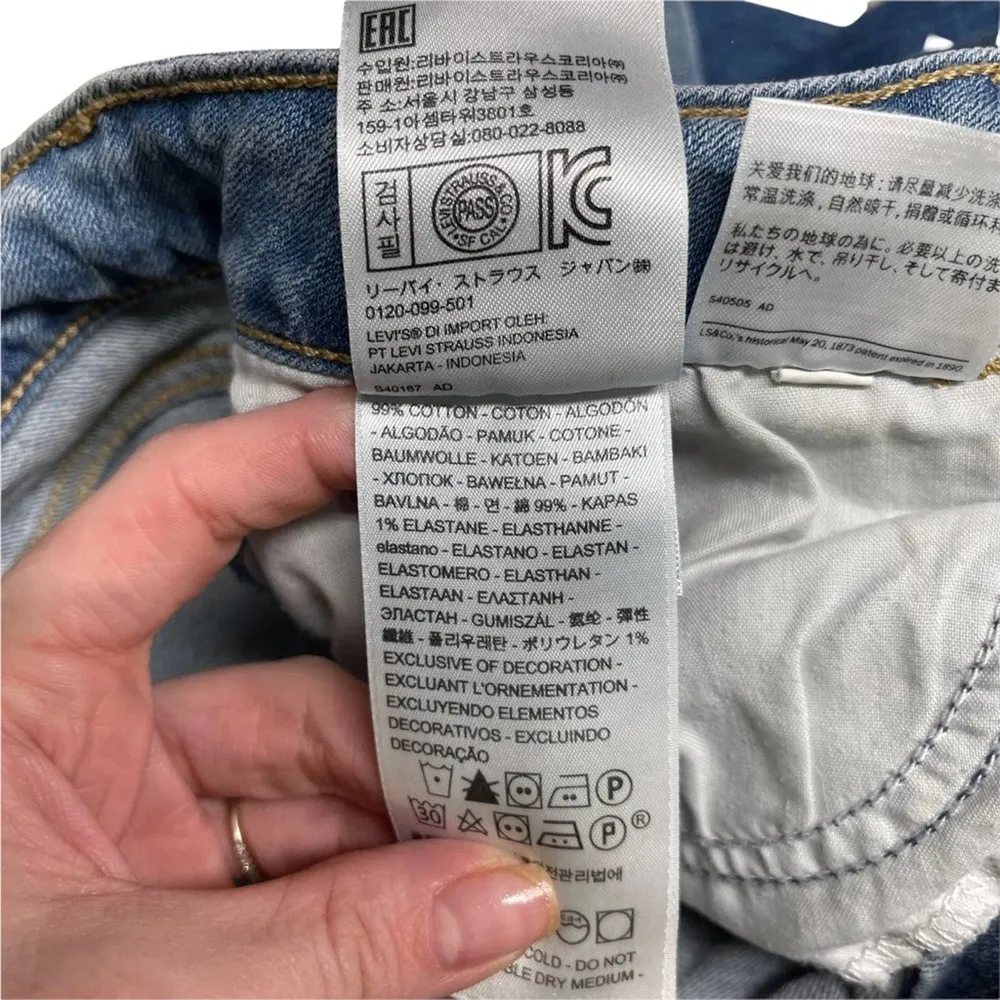 EAC
수입원:리바이스트라우스코리아㈜
판매원:리바이스트라우스코리아㈜
주 소:서울시 강남구 삼성동
159-1아셈타워3801호
소비자상담실:080-022-8088
검사필
LEVI STRAUSS & CO.
PASS
SF CAL
KC
リーバイ・ストラウス ジャパン㈱
0120-099-501
LEVI'S® DI IMPORT OLEH:
PT LEVI STRAUSS INDONESIA
JAKARTA - INDONESIA
S40167 AD
99% COTTON - COTON - ALGODÓN
- ALGODÃO - PAMUK - COTONE -
BAUMWOLLE - KATOEN - BAMBAKI
- ХЛОПОК - BAWEŁNA - PAMUT -
BAVLNA - 棉 - 면 - 綿 99% - KAPAS
1% ELASTANE - ELASTHANNE -
elastano - ELASTANO - ELASTAN -
ELASTOMERO - ELASTHAN -
ELASTAAN - ΕΛΑΣΤΑΝΗ -
ЭЛАСТАН - GUMISZÁL - 氨纶 - 彈性
纖維 - 폴리우레탄 - ポリウレタン 1%
EXCLUSIVE OF DECORATION -
EXCLUANT L'ORNEMENTATION -
EXCLUYENDO ELEMENTOS
DECORATIVOS - EXCLUINDO
DECORAÇÃO
P
30 P ®
전관리법에
COLD - DO NOT
DRY MEDIUM -
关爱我们的地球:请尽量减少洗涤
常温洗涤,自然晾干,捐赠或循环
私たちの地球の為に。必要以上の洗
は避け、水で、吊り干し、そして寄付ま
リサイクルへ。
S40505 AD
LS&Co.'s historical May 20, 1873 patent expired in 1890.